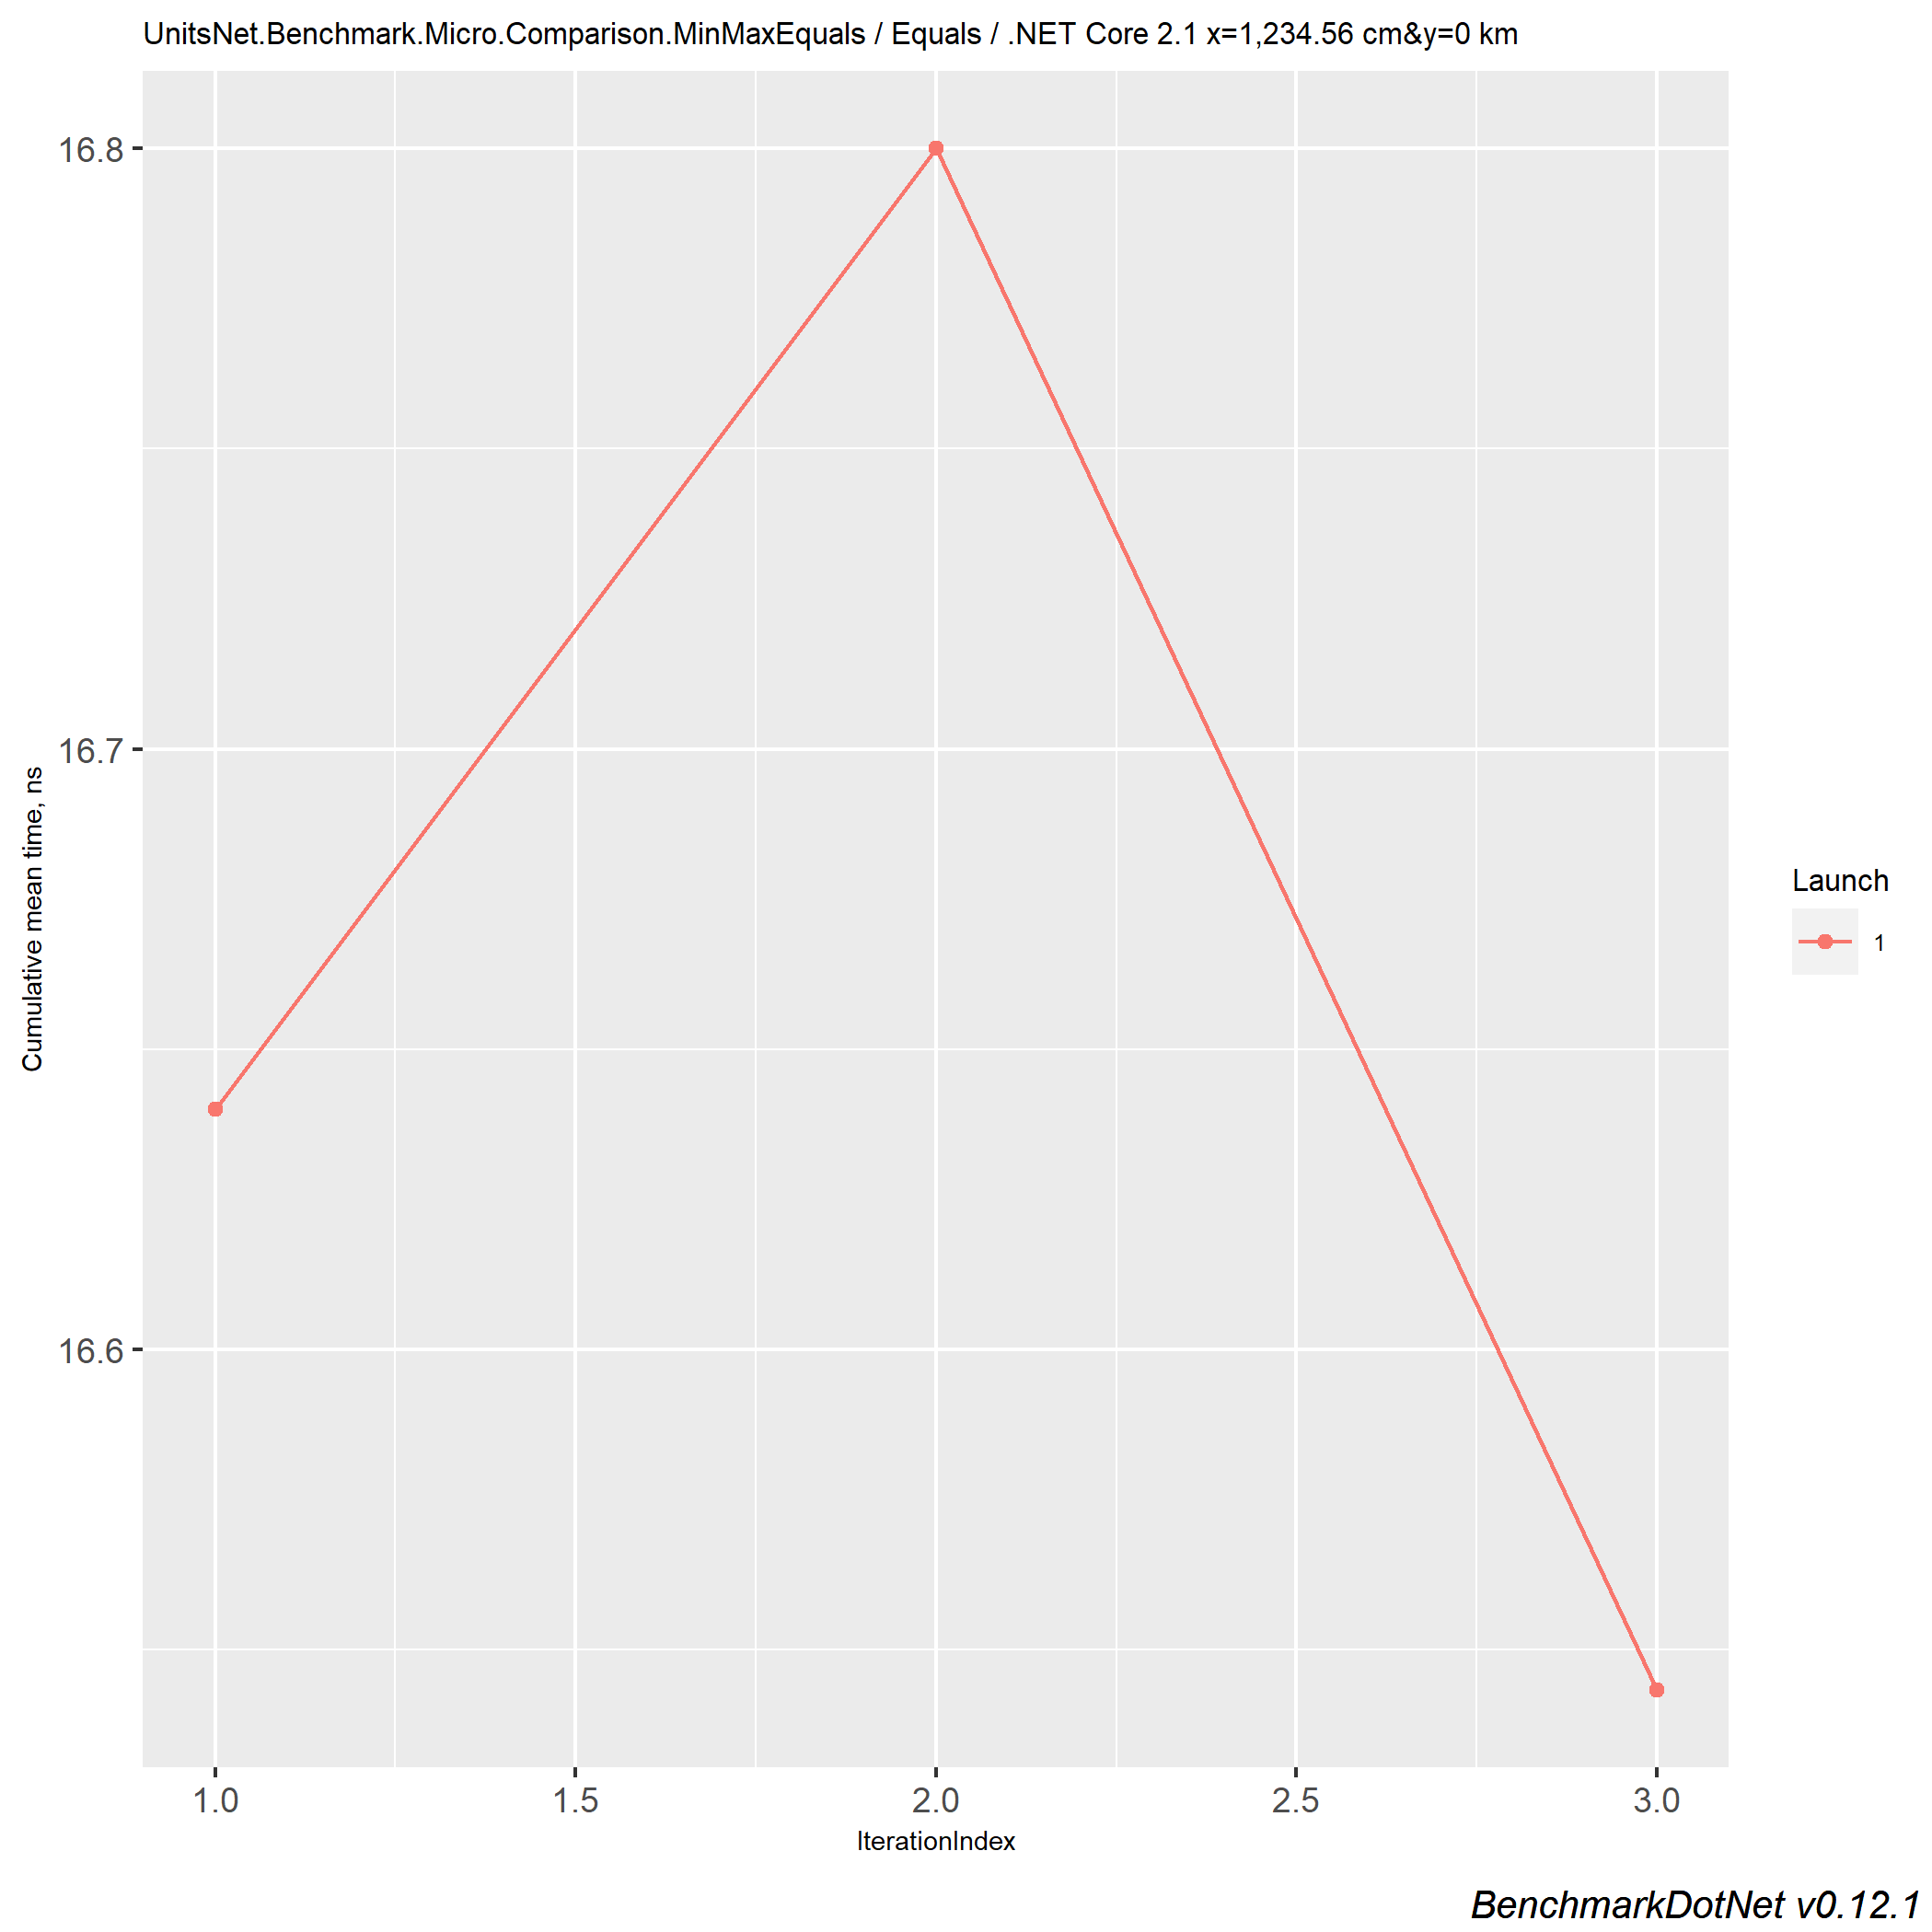 UnitsNet.Benchmark.Micro.Comparison.MinMaxEquals / Equals / .NET Core 2.1 x=1,234.56 cm&y=0 km
16.8
16.7
16.6
Cumulative mean time, ns
1.0 1.5 2.0 2.5 3.0
IterationIndex
Launch
1
BenchmarkDotNet v0.12.1